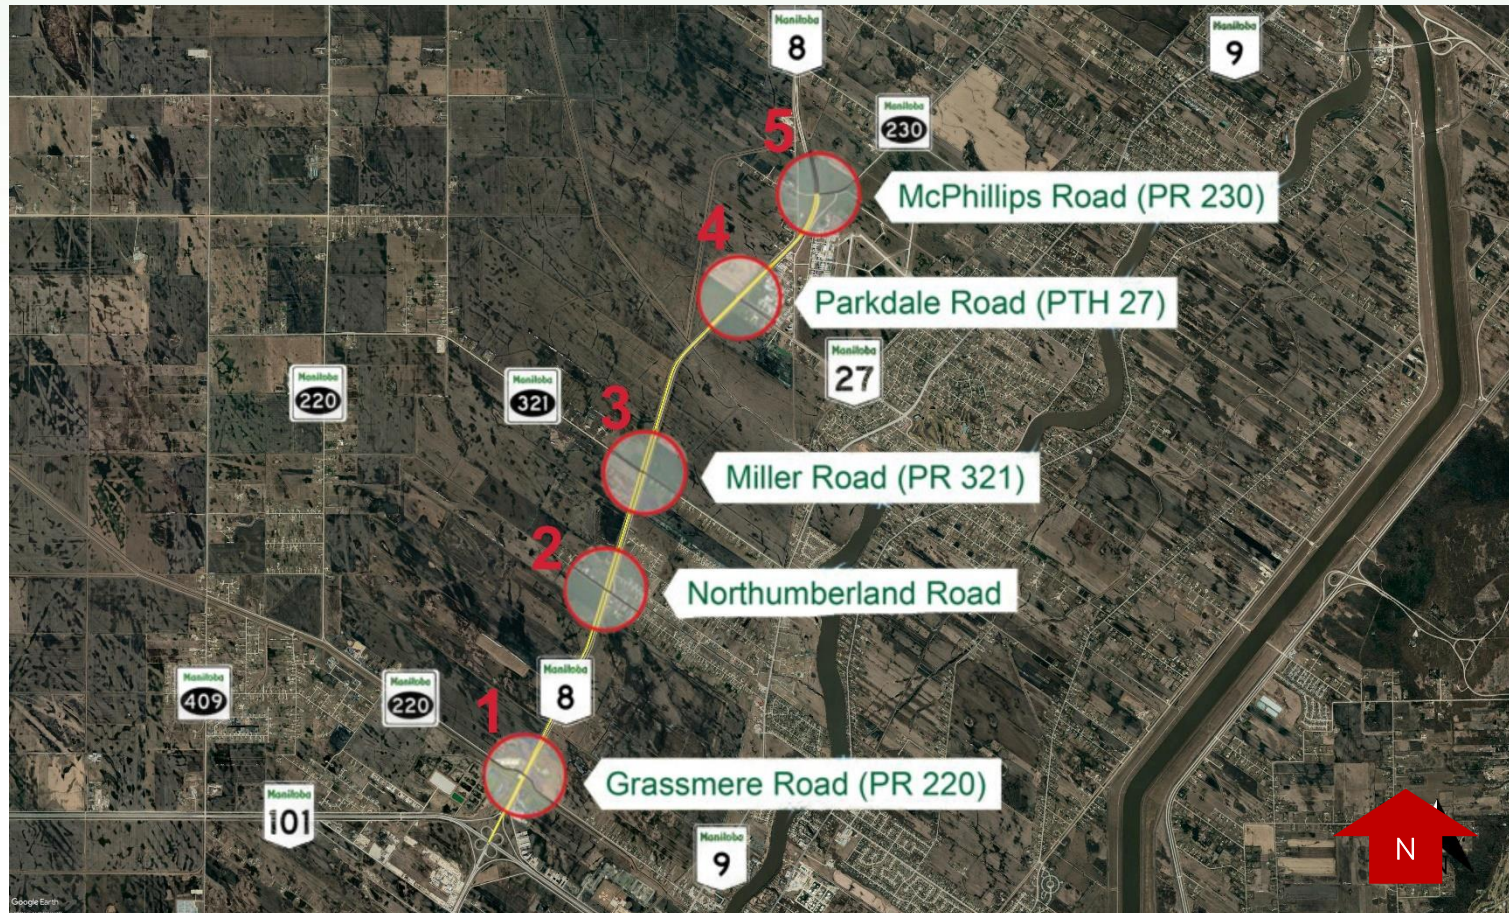 Manitoba
8
Manitoba
9
5
Manitoba
230
McPhillips Road (PR 230)
4
Parkdale Road (PTH 27)
Manitoba
27
Manitoba
220
Manitoba
321
3
Miller Road (PR 321)
2
Northumberland Road
Manitoba
409
Manitoba
220
1
Manitoba
8
Grassmere Road (PR 220)
Manitoba
101
Manitoba
9
N
Google Earth